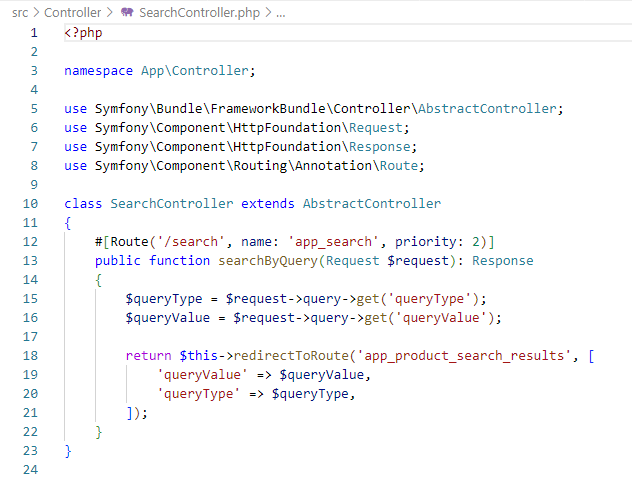 src > Controller > SearchController.php > ...
1 <?php
2
3 namespace App\Controller;
4
5 use Symfony\Bundle\FrameworkBundle\Controller\AbstractController;
6 use Symfony\Component\HttpFoundation\Request;
7 use Symfony\Component\HttpFoundation\Response;
8 use Symfony\Component\Routing\Annotation\Route;
9
10 class SearchController extends AbstractController
11 {
12     #[Route('/search', name: 'app_search', priority: 2)]
13     public function searchByQuery(Request $request): Response
14     {
15         $queryType = $request->query->get('queryType');
16         $queryValue = $request->query->get('queryValue');
17
18         return $this->redirectToRoute('app_product_search_results', [
19             'queryValue' => $queryValue,
20             'queryType' => $queryType,
21         ]);
22     }
23 }
24